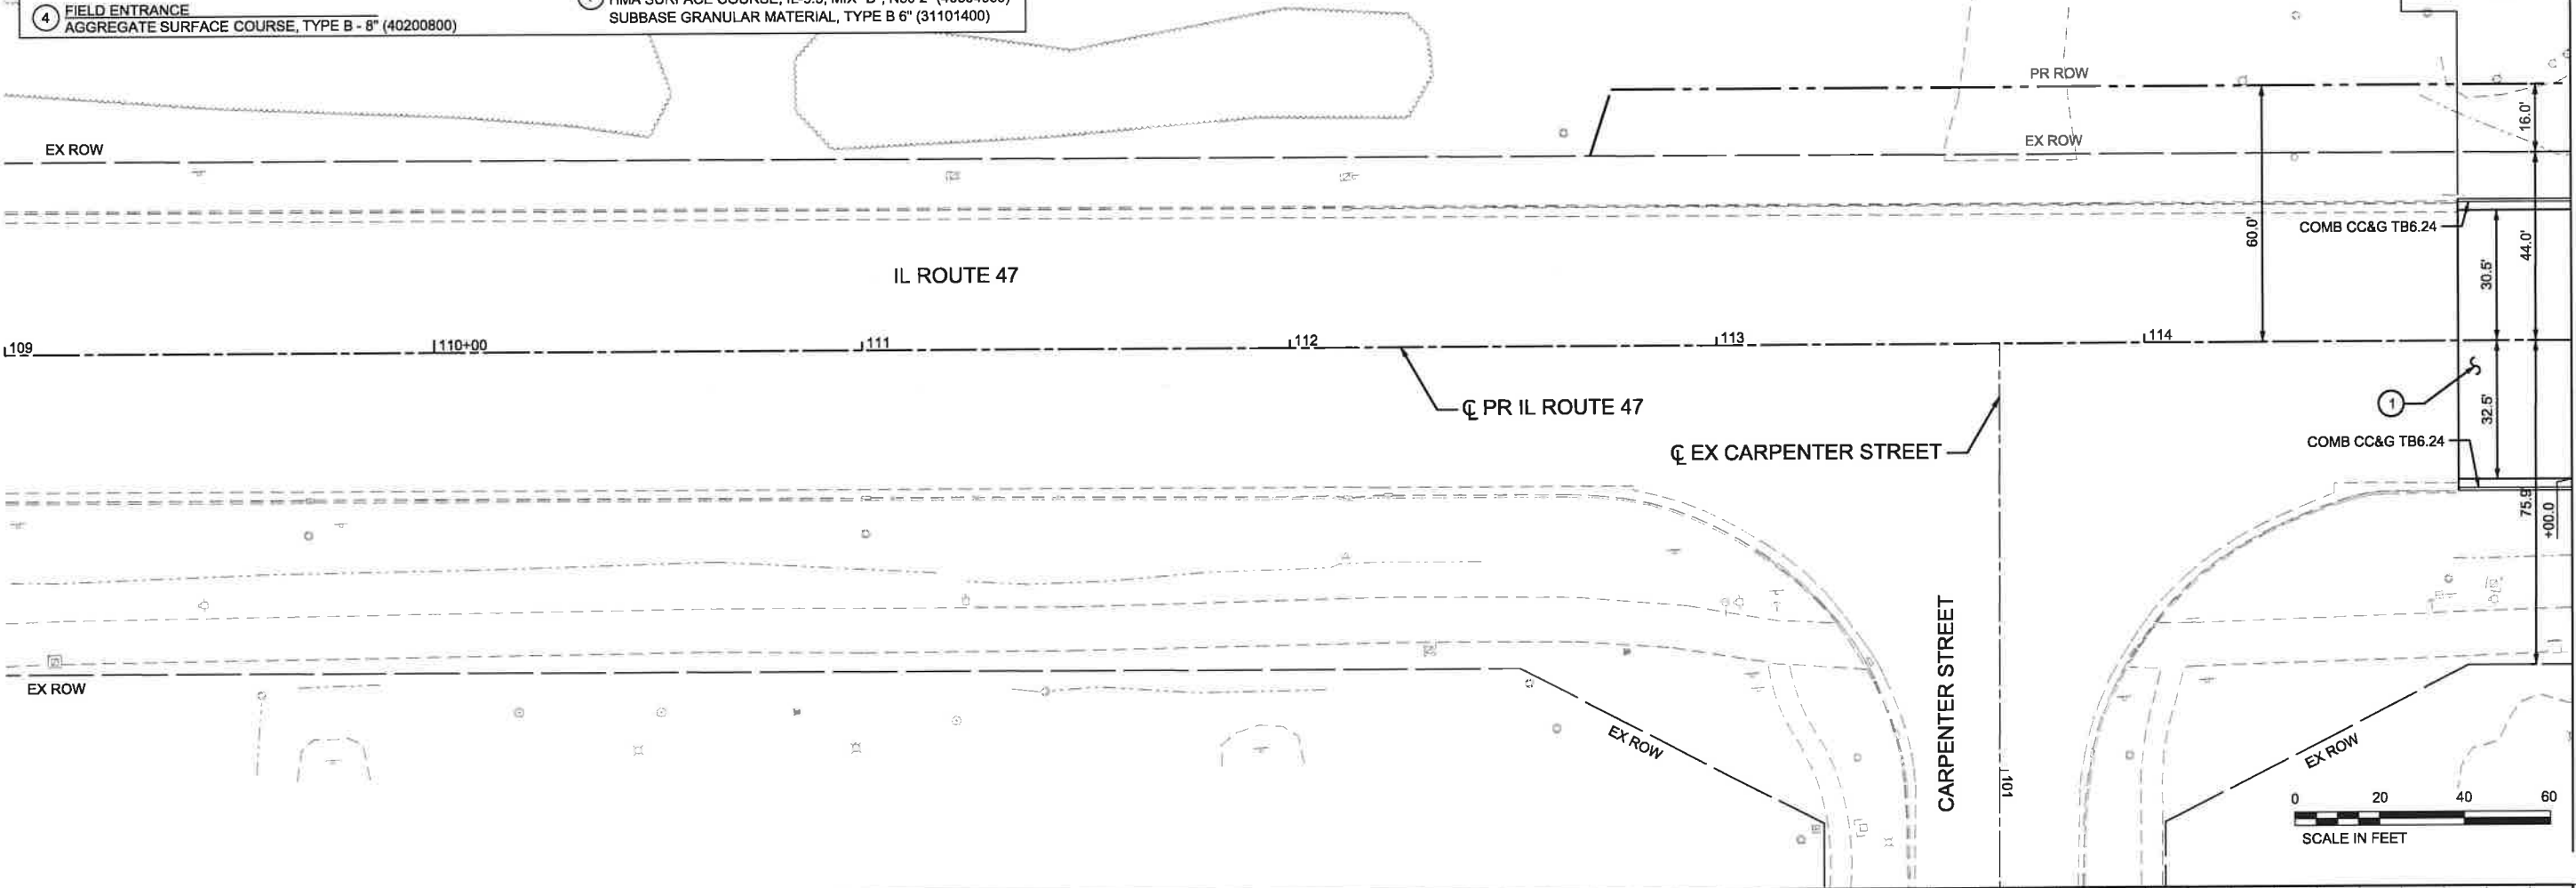 4 FIELD ENTRANCE
AGGREGATE SURFACE COURSE, TYPE B - 8" (40200800)
SUBBASE GRANULAR MATERIAL, TYPE B 6" (31101400)
PR ROW
EX ROW
EX ROW
16.0'
60.0'
44.0'
30.5'
COMB CC&G TB6.24
IL ROUTE 47
109
110+00
111
112
113
114
℄ PR IL ROUTE 47
℄ EX CARPENTER STREET
1
32.5'
COMB CC&G TB6.24
75.9'
+00.0
CARPENTER STREET
101
EX ROW
EX ROW
EX ROW
0 20 40 60
SCALE IN FEET